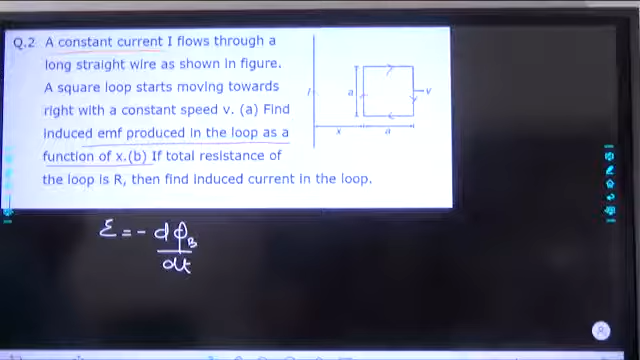 Q.2 A constant current I flows through a
long straight wire as shown in figure.
A square loop starts moving towards
right with a constant speed v. (a) Find
induced emf produced in the loop as a
function of x.(b) If total resistance of
the loop is R, then find induced current in the loop.
I
a
v
x
a
ε = - dφB
dt